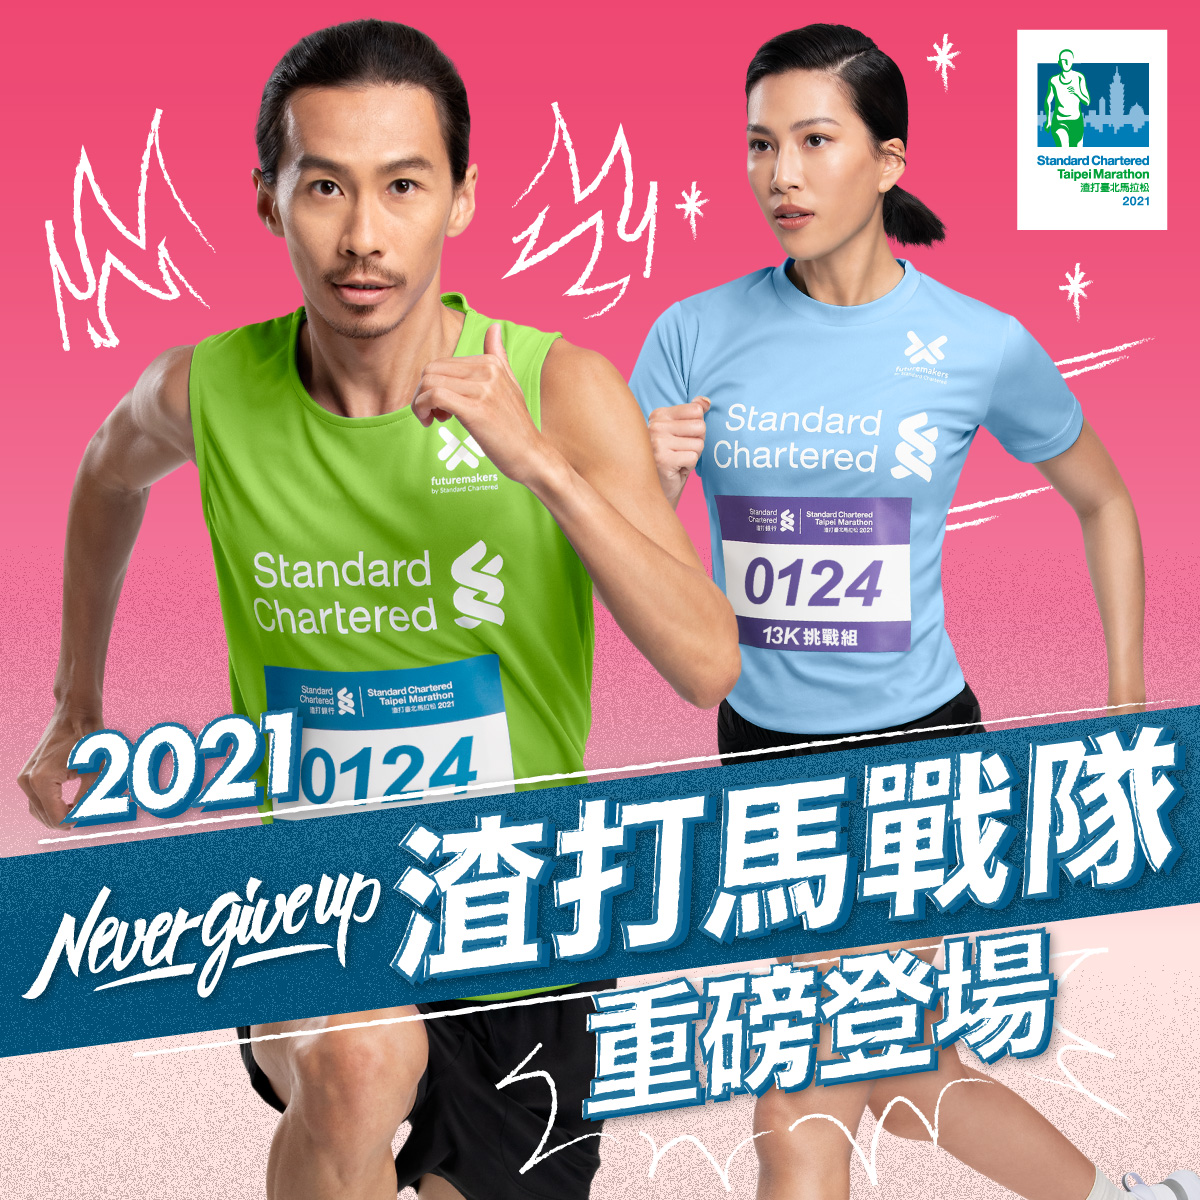 Standard Chartered
Taipei Marathon
渣打臺北馬拉松
2021
futuremakers
by Standard Chartered
Standard
Chartered
futuremakers
by Standard Chartered
Standard
Chartered
Standard
Chartered
渣打銀行
Standard Chartered
Taipei Marathon
渣打臺北馬拉松 2021
0124
13K 挑戰組
Standard
Chartered
渣打銀行
Standard Chartered
Taipei Marathon
渣打臺北馬拉松 2021
0124
2021
Never give up
渣打馬戰隊
重磅登場